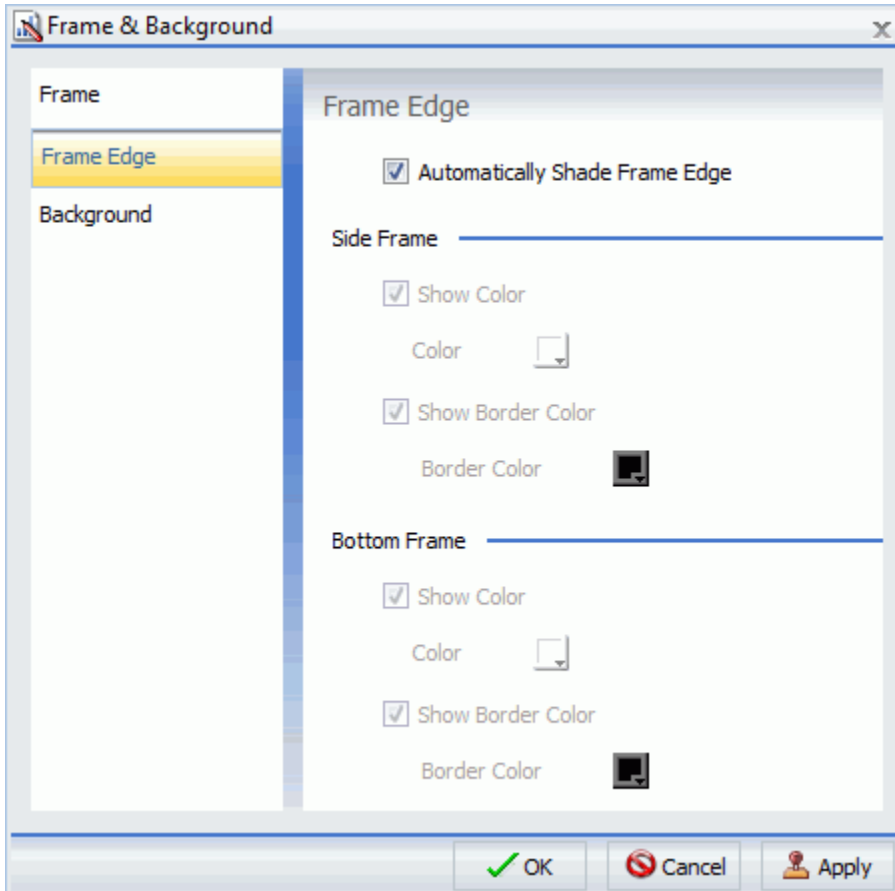 Frame & Background
Frame
Frame Edge
Background
Frame Edge
Automatically Shade Frame Edge
Side Frame
Show Color
Color
Show Border Color
Border Color
Bottom Frame
Show Color
Color
Show Border Color
Border Color
OK
Cancel
Apply